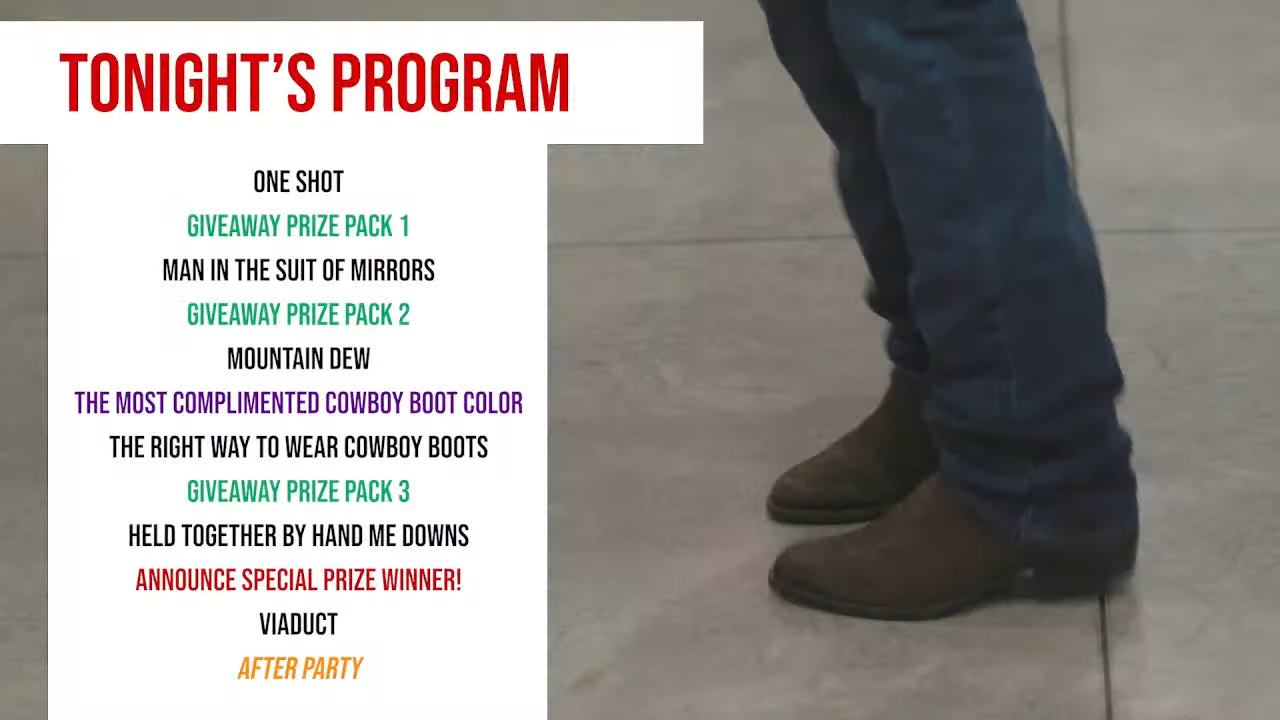 TONIGHT'S PROGRAM
ONE SHOT
GIVEAWAY PRIZE PACK 1
MAN IN THE SUIT OF MIRRORS
GIVEAWAY PRIZE PACK 2
MOUNTAIN DEW
THE MOST COMPLIMENTED COWBOY BOOT COLOR
THE RIGHT WAY TO WEAR COWBOY BOOTS
GIVEAWAY PRIZE PACK 3
HELD TOGETHER BY HAND ME DOWNS
ANNOUNCE SPECIAL PRIZE WINNER!
VIADUCT
AFTER PARTY